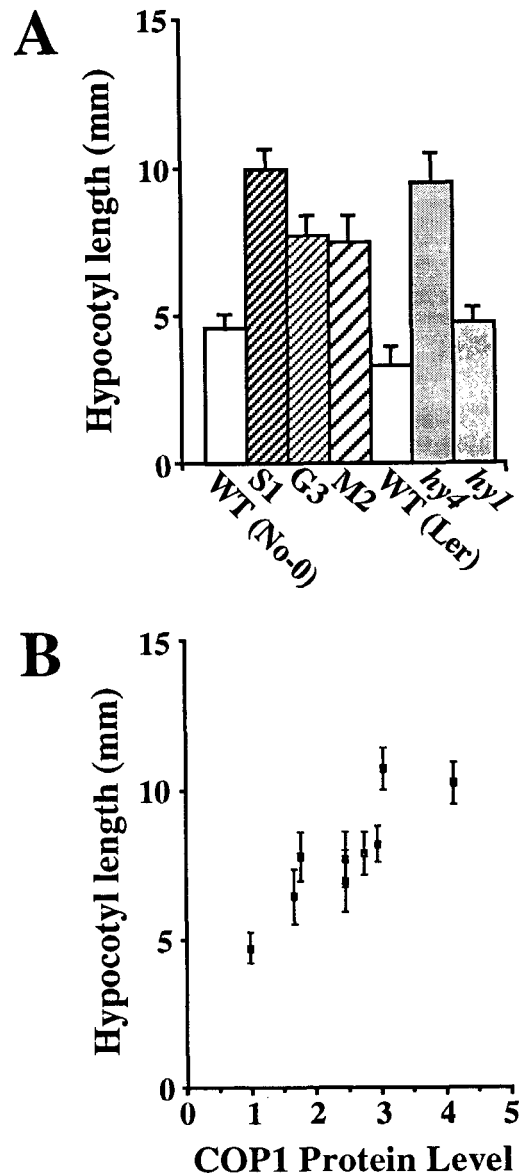 A
Hypocotyl length (mm)
15
10
5
0
WT (No-0)
S1
G3
M2
WT (Ler)
hy4
hy1
B
Hypocotyl length (mm)
15
10
5
0
0 1 2 3 4 5
COP1 Protein Level